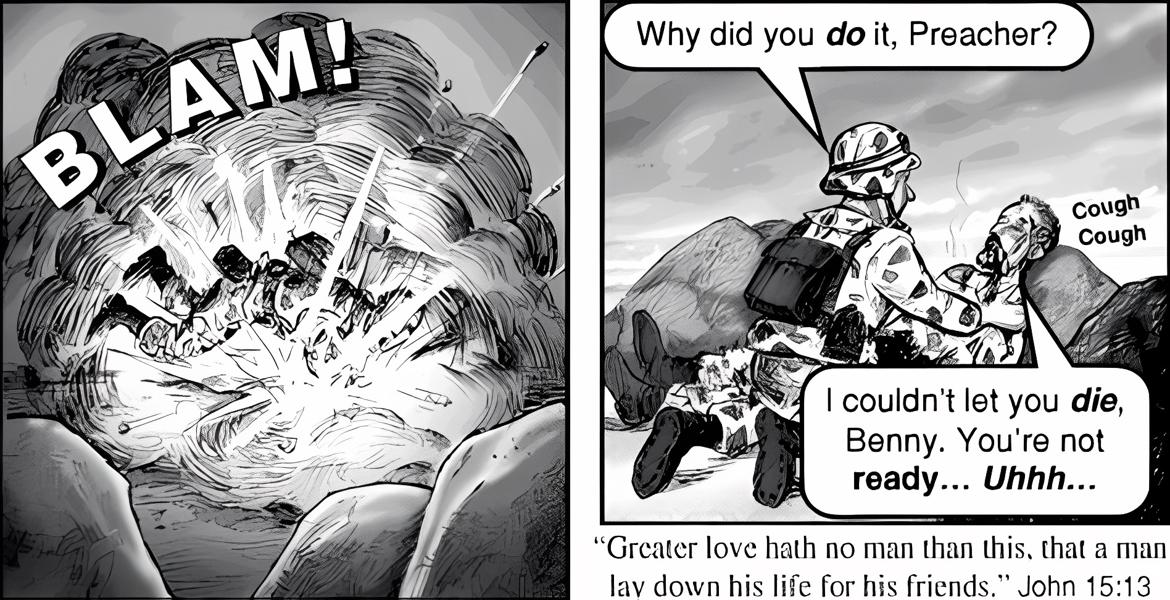 BLAM!
Why did you do it, Preacher?
Cough
Cough
I couldn't let you die,
Benny. You're not
ready... Uhhh...
“Greater love hath no man than this, that a man
lay down his life for his friends.” John 15:13